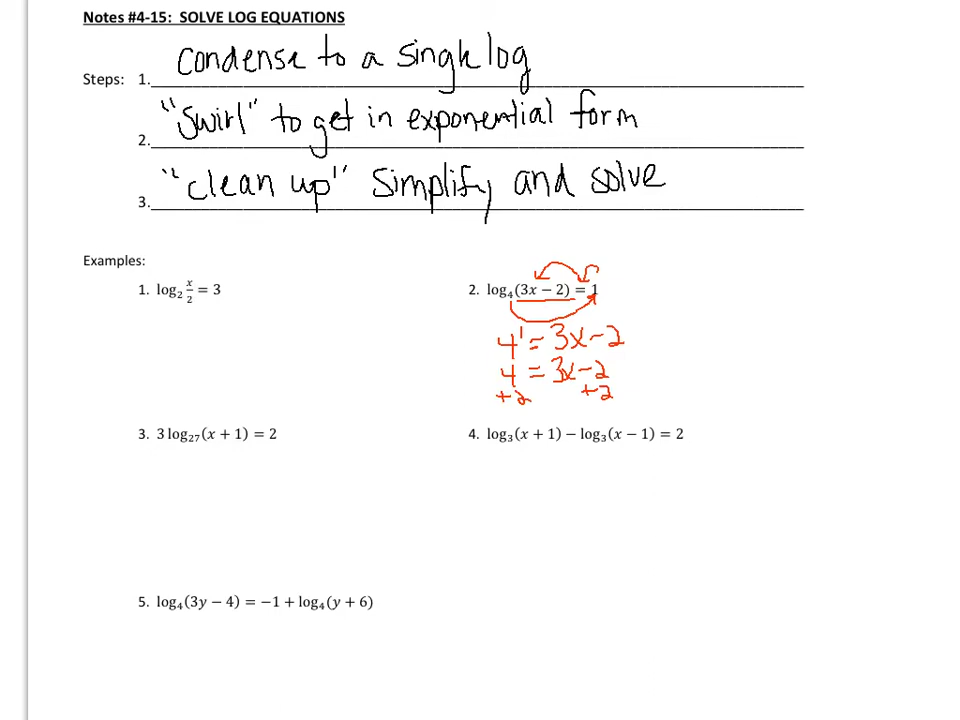 Notes #4-15: SOLVE LOG EQUATIONS
Steps: 1. condense to a single log
2. "swirl" to get in exponential form
3. "clean up" simplify and solve
Examples:
1. log₂ x/2 = 3
2. log₄(3x − 2) = 1
4¹ = 3x − 2
4 = 3x − 2
+2 +2
3. 3 log₂₇(x + 1) = 2
4. log₃(x + 1) − log₃(x − 1) = 2
5. log₄(3y − 4) = −1 + log₄(y + 6)